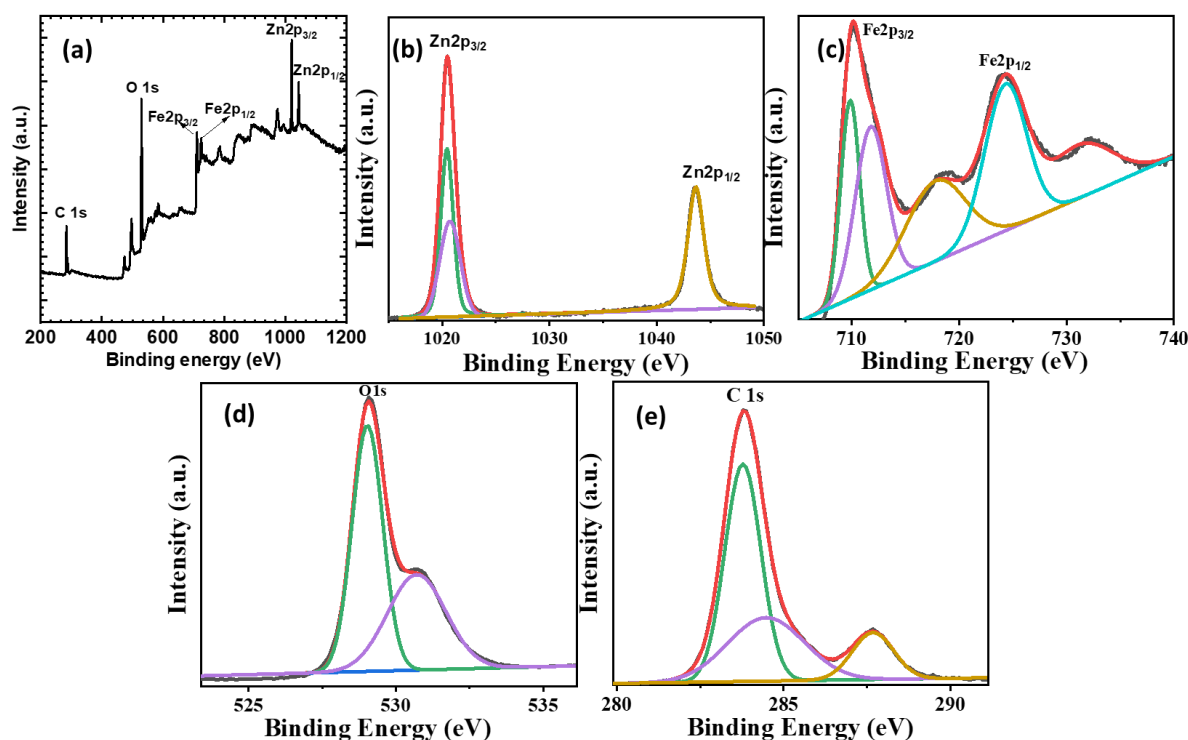 (a)
Zn2p3/2
Zn2p1/2
O 1s
Fe2p1/2
Fe2p3/2
C 1s
Intensity (a.u.)
200 400 600 800 1000 1200
Binding energy (eV)
(b)
Zn2p3/2
Zn2p1/2
Intensity (a.u.)
1020 1030 1040 1050
Binding Energy (eV)
(c)
Fe2p3/2
Fe2p1/2
Intensity (a.u.)
710 720 730 740
Binding Energy (eV)
(d)
O1s
Intensity (a.u.)
525 530 535
Binding Energy (eV)
(e)
C 1s
Intensity (a.u.)
280 285 290
Binding Energy (eV)